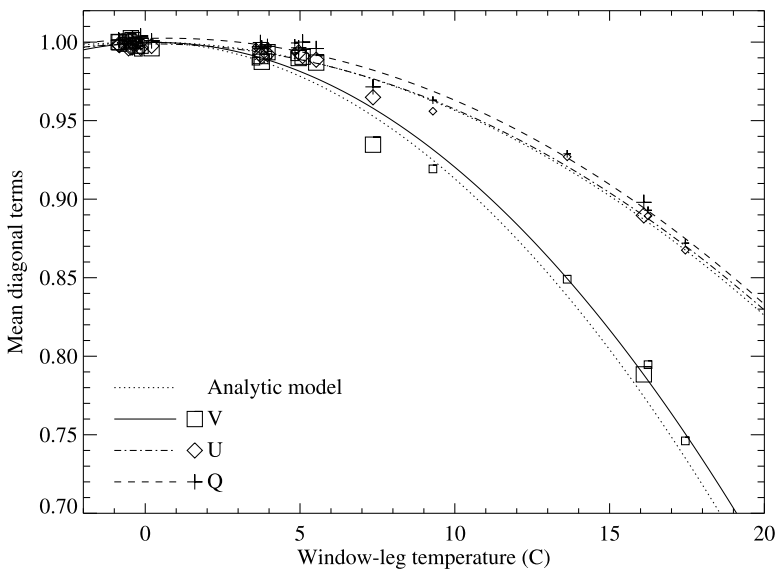 Mean diagonal terms
1.00
0.95
0.90
0.85
0.80
0.75
0.70
Analytic model
V
U
Q
0 5 10 15 20
Window-leg temperature (C)